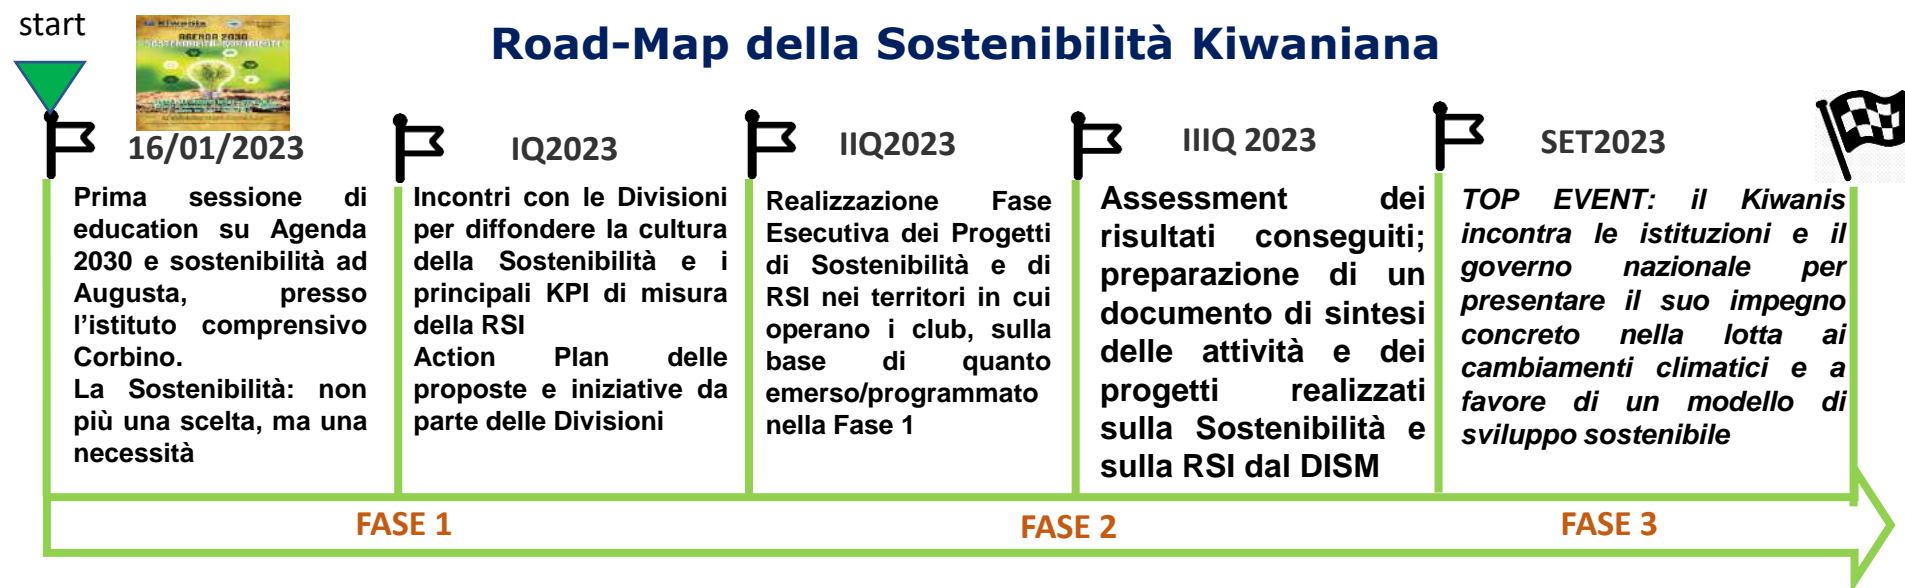 start
Kiwanis
AGENDA 2030
Road-Map della Sostenibilità Kiwaniana
16/01/2023
Prima sessione di
education su Agenda
2030 e sostenibilità ad
Augusta, presso
l’istituto comprensivo
Corbino.
La Sostenibilità: non
più una scelta, ma una
necessità
IQ2023
Incontri con le Divisioni
per diffondere la cultura
della Sostenibilità e i
principali KPI di misura
della RSI
Action Plan delle
proposte e iniziative da
parte delle Divisioni
IIQ2023
Realizzazione Fase
Esecutiva dei Progetti
di Sostenibilità e di
RSI nei territori in cui
operano i club, sulla
base di quanto
emerso/programmato
nella Fase 1
IIIQ 2023
Assessment dei
risultati conseguiti;
preparazione di un
documento di sintesi
delle attività e dei
progetti realizzati
sulla Sostenibilità e
sulla RSI dal DISM
SET2023
TOP EVENT: il Kiwanis
incontra le istituzioni e il
governo nazionale per
presentare il suo impegno
concreto nella lotta ai
cambiamenti climatici e a
favore di un modello di
sviluppo sostenibile
FASE 1
FASE 2
FASE 3